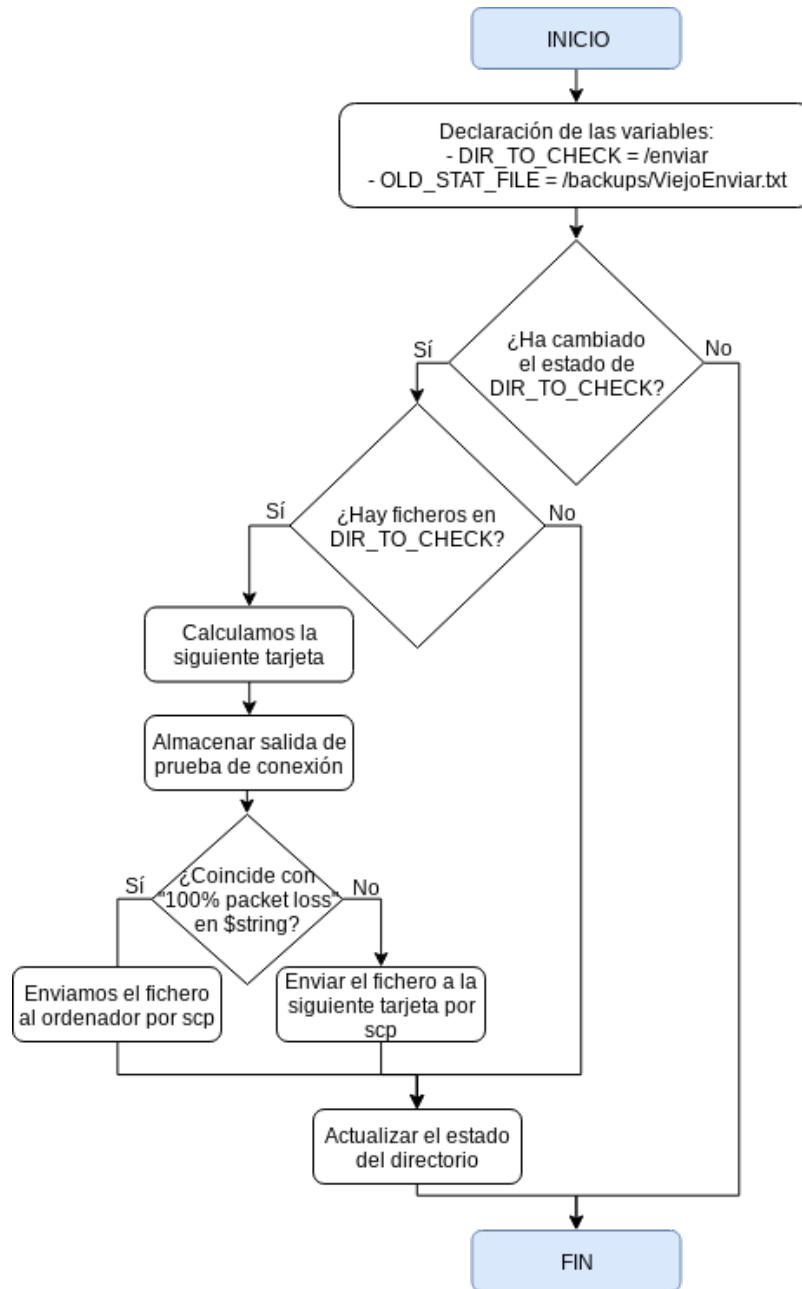 INICIO
Declaración de las variables:
- DIR_TO_CHECK = /enviar
- OLD_STAT_FILE = /backups/ViejoEnviar.txt
¿Ha cambiado
el estado de
DIR_TO_CHECK?
Sí
No
¿Hay ficheros en
DIR_TO_CHECK?
Sí
No
Calculamos la
siguiente tarjeta
Almacenar salida de
prueba de conexión
¿Coincide con
"100% packet loss"
en $string?
Sí
No
Enviamos el fichero
al ordenador por scp
Enviar el fichero a la
siguiente tarjeta por
scp
Actualizar el estado
del directorio
FIN